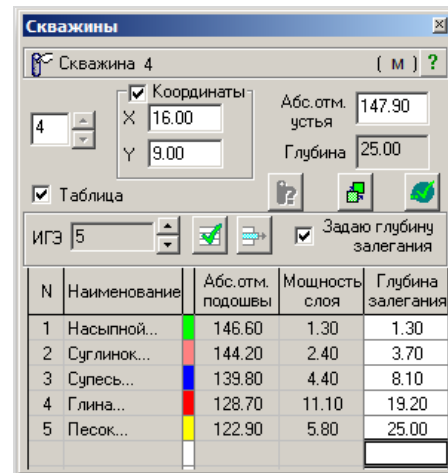 Скважины
Скважина 4 ( м ) ?
4
Координаты
X 16.00
Y 9.00
Абс.отм. устья 147.90
Глубина 25.00
Таблица
ИГЭ 5
Задаю глубину залегания
N Наименование Абс.отм. подошвы Мощность слоя Глубина залегания
1 Насыпной... 146.60 1.30 1.30
2 Суглинок... 144.20 2.40 3.70
3 Супесь... 139.80 4.40 8.10
4 Глина... 128.70 11.10 19.20
5 Песок... 122.90 5.80 25.00